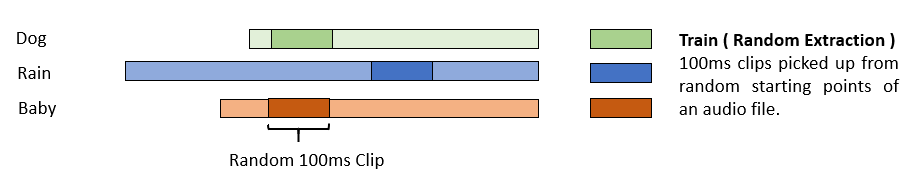 Dog
Rain
Baby
Random 100ms Clip
Train ( Random Extraction )
100ms clips picked up from
random starting points of
an audio file.